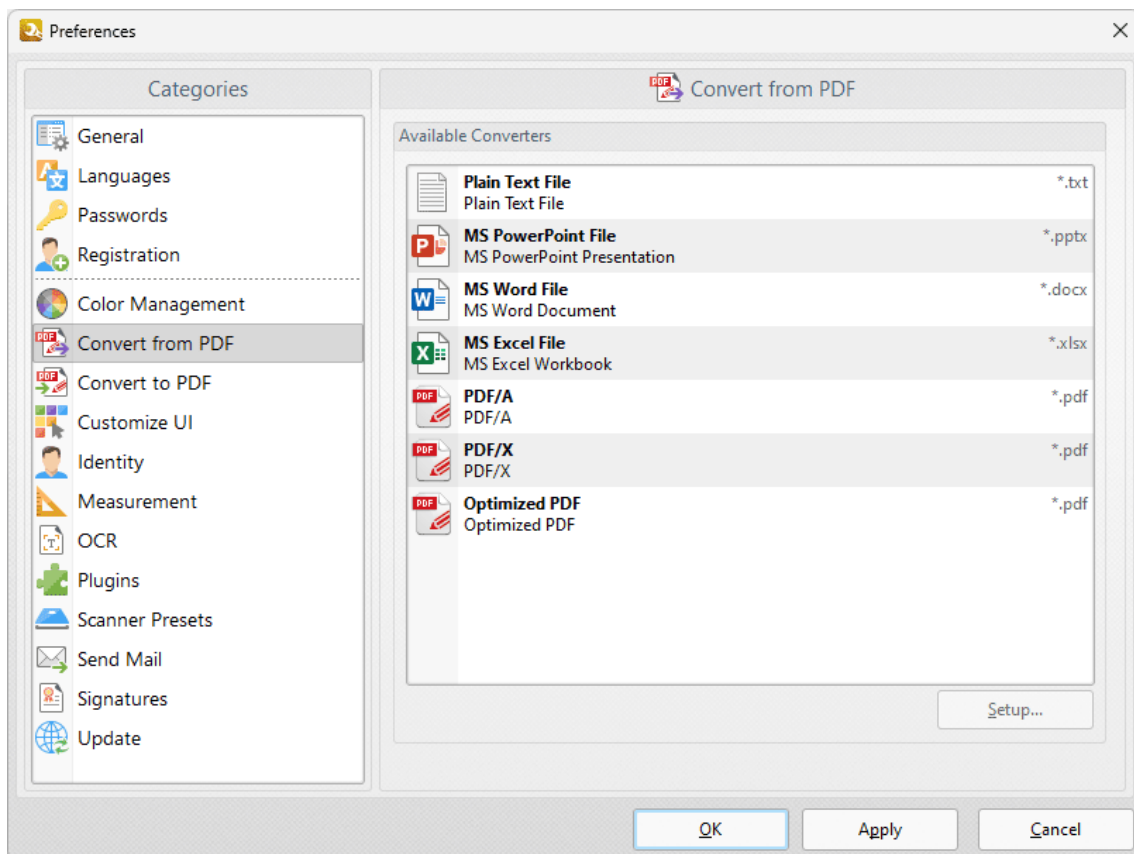 Preferences
Categories
General
Languages
Passwords
Registration
Color Management
Convert from PDF
Convert to PDF
Customize UI
Identity
Measurement
OCR
Plugins
Scanner Presets
Send Mail
Signatures
Update
Convert from PDF
Available Converters
Plain Text File *.txt
Plain Text File
MS PowerPoint File *.pptx
MS PowerPoint Presentation
MS Word File *.docx
MS Word Document
MS Excel File *.xlsx
MS Excel Workbook
PDF/A *.pdf
PDF/A
PDF/X *.pdf
PDF/X
Optimized PDF *.pdf
Optimized PDF
Setup...
OK Apply Cancel